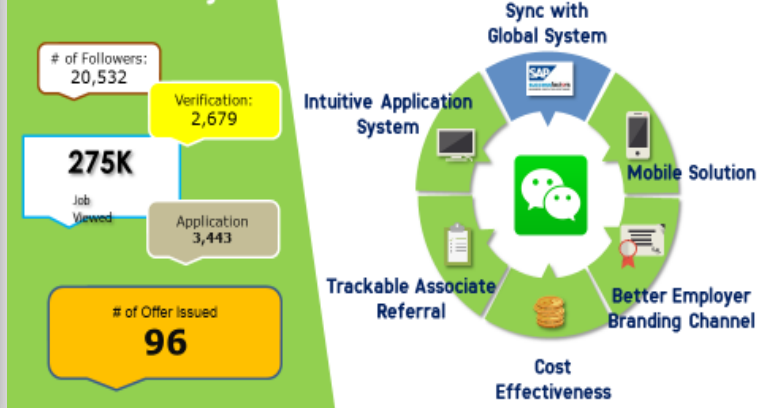 # of Followers:
20,532
Verification:
2,679
275K
Job
Viewed
Application
3,443
# of Offer Issued
96
Sync with
Global System
SAP
Intuitive Application
System
Mobile Solution
Trackable Associate
Referral
Better Employer
Branding Channel
Cost
Effectiveness